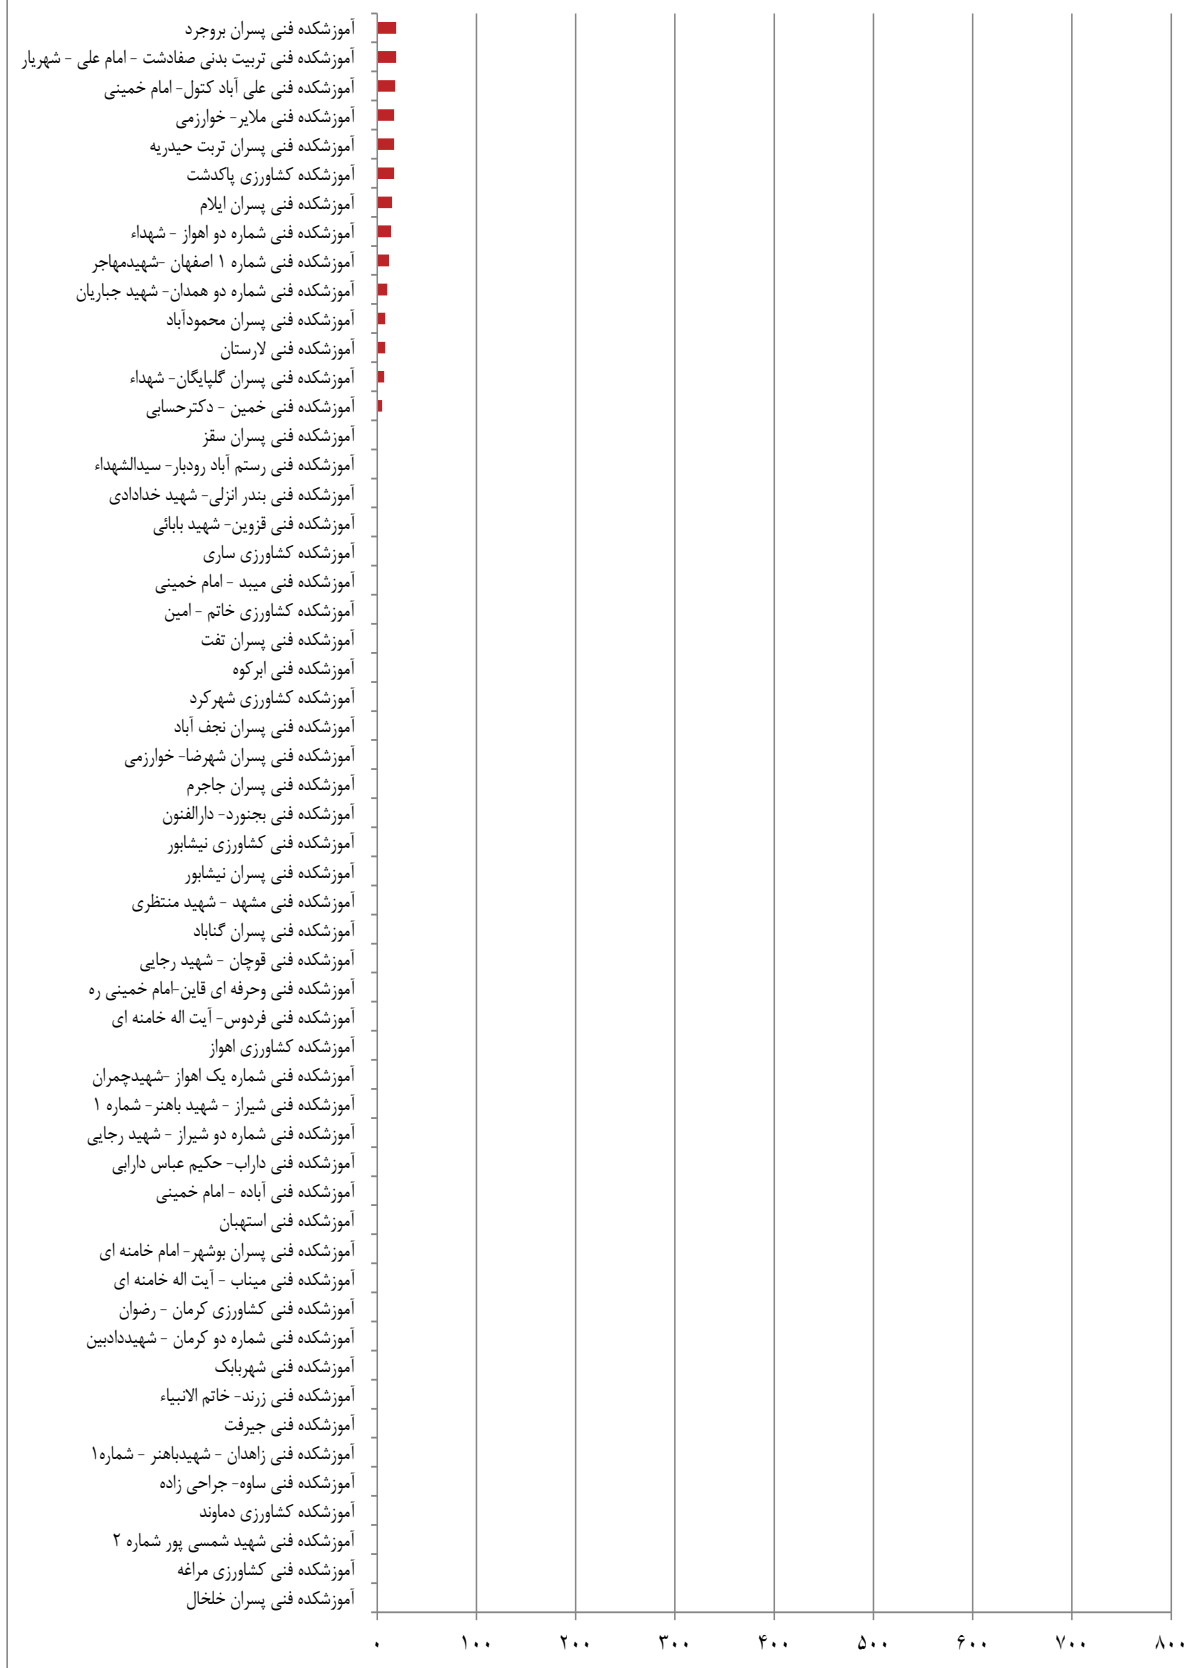 آموزشکده فنی پسران بروجرد
آموزشکده فنی تربیت بدنی صفادشت - امام علی - شهریار
آموزشکده فنی علی آباد کتول- امام خمینی
آموزشکده فنی ملایر- خوارزمی
آموزشکده فنی پسران تربت حیدریه
آموزشکده کشاورزی پاکدشت
آموزشکده فنی پسران ایلام
آموزشکده فنی شماره دو اهواز - شهداء
آموزشکده فنی شماره ۱ اصفهان -شهیدمهاجر
آموزشکده فنی شماره دو همدان- شهید جباریان
آموزشکده فنی پسران محمودآباد
آموزشکده فنی لارستان
آموزشکده فنی پسران گلپایگان- شهداء
آموزشکده فنی خمین - دکترحسابی
آموزشکده فنی پسران سقز
آموزشکده فنی رستم آباد رودبار- سیدالشهداء
آموزشکده فنی بندر انزلی- شهید خدادادی
آموزشکده فنی قزوین- شهید بابائی
آموزشکده کشاورزی ساری
آموزشکده فنی میبد - امام خمینی
آموزشکده کشاورزی خاتم - امین
آموزشکده فنی پسران تفت
آموزشکده فنی ابرکوه
آموزشکده کشاورزی شهرکرد
آموزشکده فنی پسران نجف آباد
آموزشکده فنی پسران شهرضا- خوارزمی
آموزشکده فنی پسران جاجرم
آموزشکده فنی بجنورد- دارالفنون
آموزشکده فنی کشاورزی نیشابور
آموزشکده فنی پسران نیشابور
آموزشکده فنی مشهد - شهید منتظری
آموزشکده فنی پسران گناباد
آموزشکده فنی قوچان - شهید رجایی
آموزشکده فنی وحرفه ای قاین-امام خمینی ره
آموزشکده فنی فردوس- آیت اله خامنه ای
آموزشکده کشاورزی اهواز
آموزشکده فنی شماره یک اهواز -شهیدچمران
آموزشکده فنی شیراز - شهید باهنر- شماره ۱
آموزشکده فنی شماره دو شیراز - شهید رجایی
آموزشکده فنی داراب- حکیم عباس دارابی
آموزشکده فنی آباده - امام خمینی
آموزشکده فنی استهبان
آموزشکده فنی پسران بوشهر- امام خامنه ای
آموزشکده فنی میناب - آیت اله خامنه ای
آموزشکده فنی کشاورزی کرمان - رضوان
آموزشکده فنی شماره دو کرمان - شهیددادبین
آموزشکده فنی شهربابک
آموزشکده فنی زرند- خاتم الانبیاء
آموزشکده فنی جیرفت
آموزشکده فنی زاهدان - شهیدباهنر - شماره۱
آموزشکده فنی ساوه- جراحی زاده
آموزشکده کشاورزی دماوند
آموزشکده فنی شهید شمسی پور شماره ۲
آموزشکده فنی کشاورزی مراغه
آموزشکده فنی پسران خلخال
۰ ۱۰۰ ۲۰۰ ۳۰۰ ۴۰۰ ۵۰۰ ۶۰۰ ۷۰۰ ۸۰۰